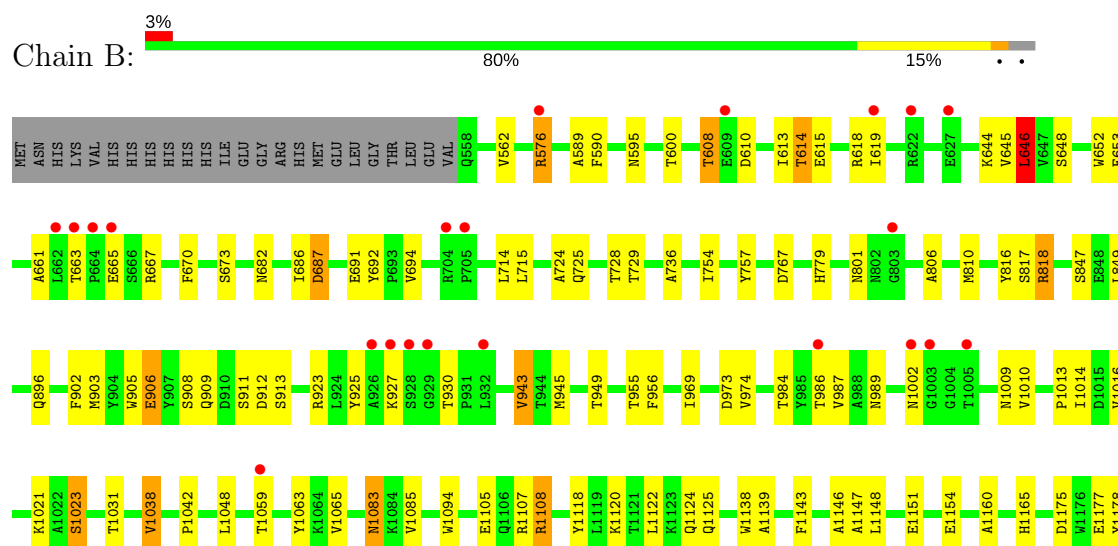 3%
Chain B:
80% 15% • •
MET ASN HIS LYS VAL HIS HIS HIS HIS HIS HIS ILE GLU GLY ARG HIS MET GLU LEU GLY THR LEU GLU VAL Q558 V562 R576 A589 F590 N595 T600 T608 E609 D610 I613 T614 E615 R618 I619 R622 E627 K644 V645 L646 V647 S648 W652
A661 L662 T663 P664 E665 S666 R667 F670 S673 N682 I686 D687 E691 Y692 P693 V694 R704 P705 L714 L715 A724 Q725 T728 T729 A736 I754 Y757 D767 H779 N801 N802 G803 A806 M810 Y816 S817 R818 S847 E848
Q896 F902 M903 Y904 W905 E906 Y907 S908 Q909 D910 S911 D912 S913 R923 L924 Y925 A926 K927 S928 G929 T930 P931 L932 V943 T944 M945 T949 T955 F956 I969 D973 V974 T984 Y985 T986 V987 A988 N989 N1002 G1003 G1004 T1005 N1009 V1010 P1013 I1014 D1015
K1021 A1022 S1023 T1031 V1038 P1042 L1048 T1059 Y1063 K1064 V1065 N1083 K1084 V1085 W1094 E1105 Q1106 R1107 R1108 Y1118 L1119 K1120 T1121 L1122 K1123 Q1124 Q1125 W1138 A1139 F1143 A1146 A1147 L1148 E1151 E1154 A1160 H1165 D1175 W1176 E1177